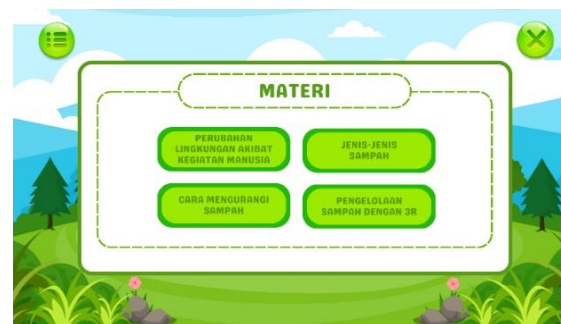 MATERI
PERUBAHAN
LINGKUNGAN AKIBAT
KEGIATAN MANUSIA
JENIS-JENIS
SAMPAH
CARA MENGURANGI
SAMPAH
PENGELOLAAN
SAMPAH DENGAN 3R